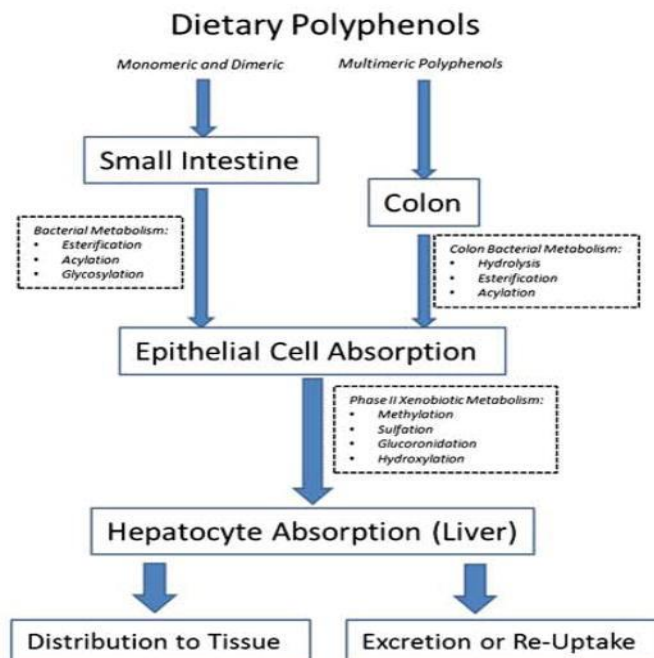 Dietary Polyphenols
Monomeric and Dimeric
Multimeric Polyphenols
Small Intestine
Colon
Bacterial Metabolism:
• Esterification
• Acylation
• Glycosylation
Colon Bacterial Metabolism:
• Hydrolysis
• Esterification
• Acylation
Epithelial Cell Absorption
Phase II Xenobiotic Metabolism:
• Methylation
• Sulfation
• Glucoronidation
• Hydroxylation
Hepatocyte Absorption (Liver)
Distribution to Tissue
Excretion or Re-Uptake